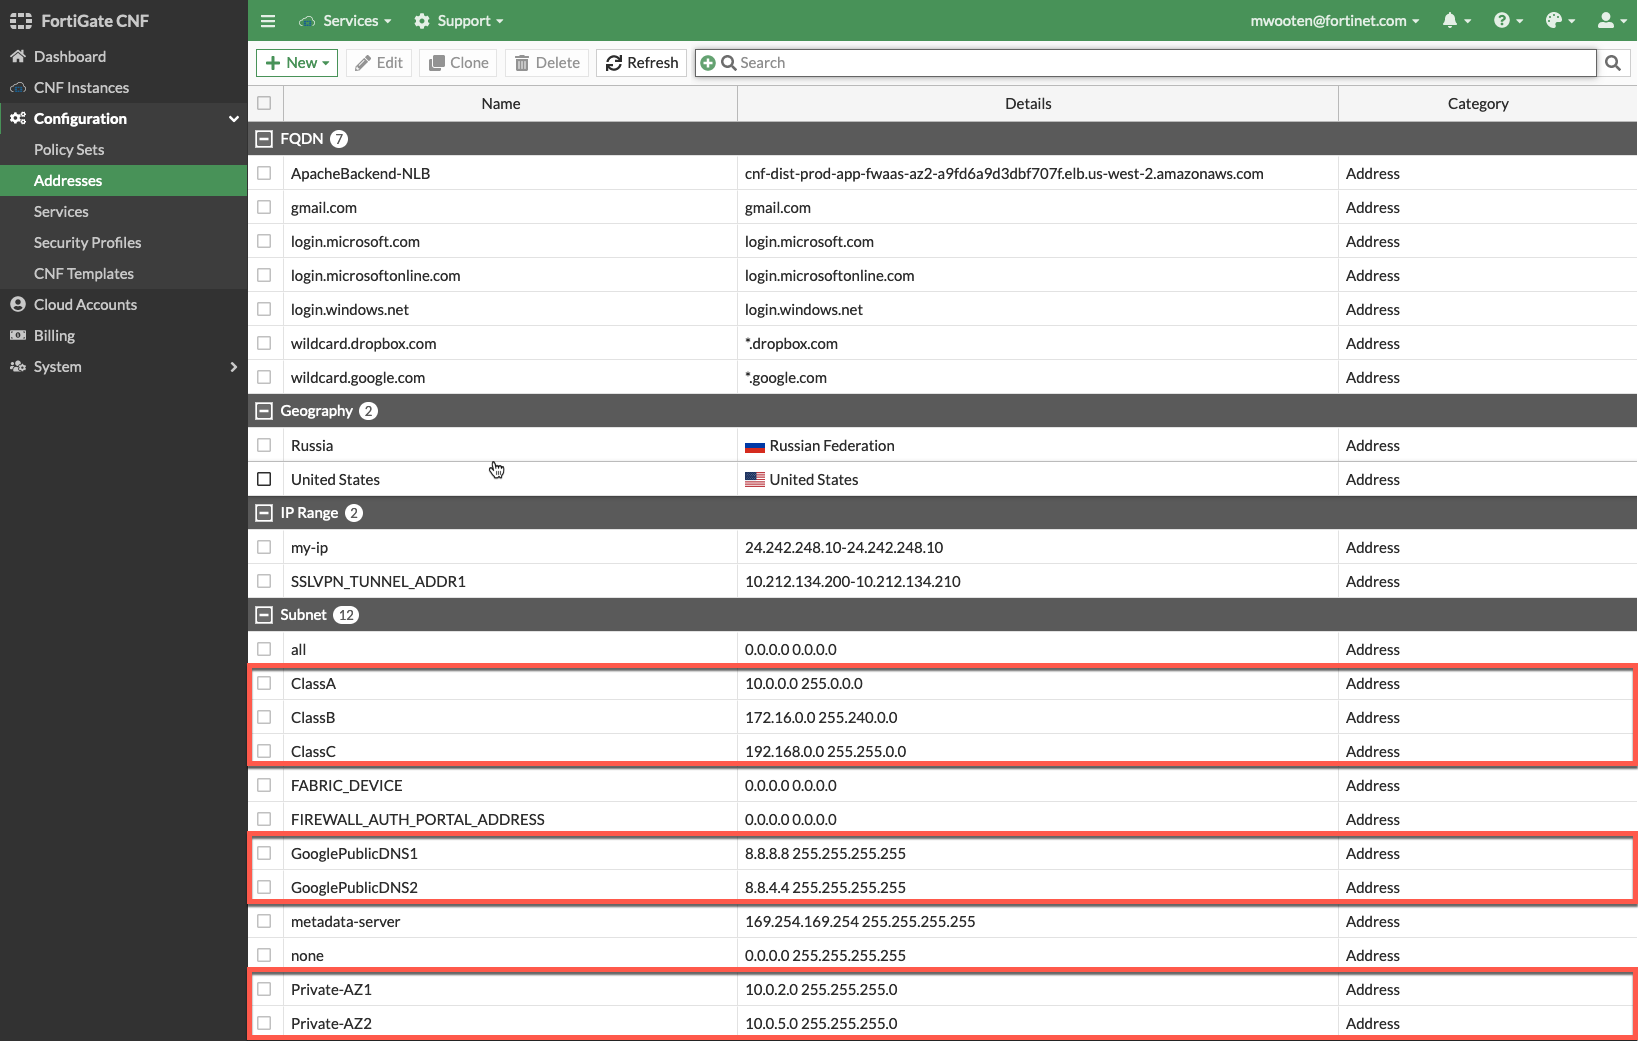 FortiGate CNF
Services
Support
mwooten@fortinet.com
Dashboard
CNF Instances
Configuration
Policy Sets
Addresses
Services
Security Profiles
CNF Templates
Cloud Accounts
Billing
System
New Edit Clone Delete Refresh Search
Name Details Category
FQDN 7
ApacheBackend-NLB cnf-dist-prod-app-fwaas-az2-a9fd6a9d3dbf707f.elb.us-west-2.amazonaws.com Address
gmail.com gmail.com Address
login.microsoft.com login.microsoft.com Address
login.microsoftonline.com login.microsoftonline.com Address
login.windows.net login.windows.net Address
wildcard.dropbox.com *.dropbox.com Address
wildcard.google.com *.google.com Address
Geography 2
Russia Russian Federation Address
United States United States Address
IP Range 2
my-ip 24.242.248.10-24.242.248.10 Address
SSLVPN_TUNNEL_ADDR1 10.212.134.200-10.212.134.210 Address
Subnet 12
all 0.0.0.0 0.0.0.0 Address
ClassA 10.0.0.0 255.0.0.0 Address
ClassB 172.16.0.0 255.240.0.0 Address
ClassC 192.168.0.0 255.255.0.0 Address
FABRIC_DEVICE 0.0.0.0 0.0.0.0 Address
FIREWALL_AUTH_PORTAL_ADDRESS 0.0.0.0 0.0.0.0 Address
GooglePublicDNS1 8.8.8.8 255.255.255.255 Address
GooglePublicDNS2 8.8.4.4 255.255.255.255 Address
metadata-server 169.254.169.254 255.255.255.255 Address
none 0.0.0.0 255.255.255.255 Address
Private-AZ1 10.0.2.0 255.255.255.0 Address
Private-AZ2 10.0.5.0 255.255.255.0 Address